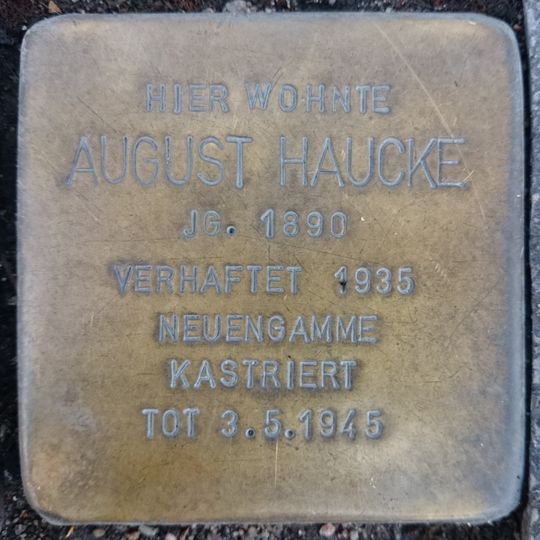 HIER WOHNTE
AUGUST HAUCKE
JG. 1890
VERHAFTET 1935
NEUENGAMME
KASTRIERT
TOT 3.5.1945